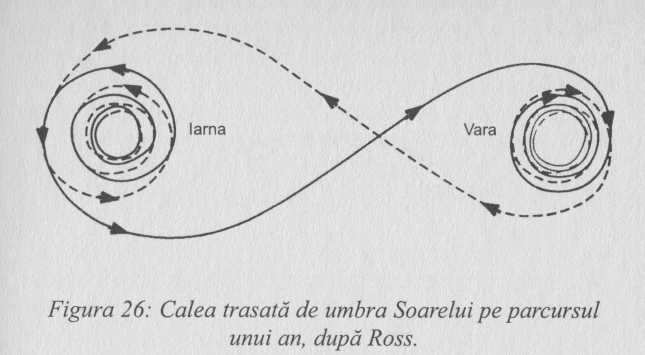 Iarna
Vara
Figura 26: Calea trasată de umbra Soarelui pe parcursul
unui an, după Ross.